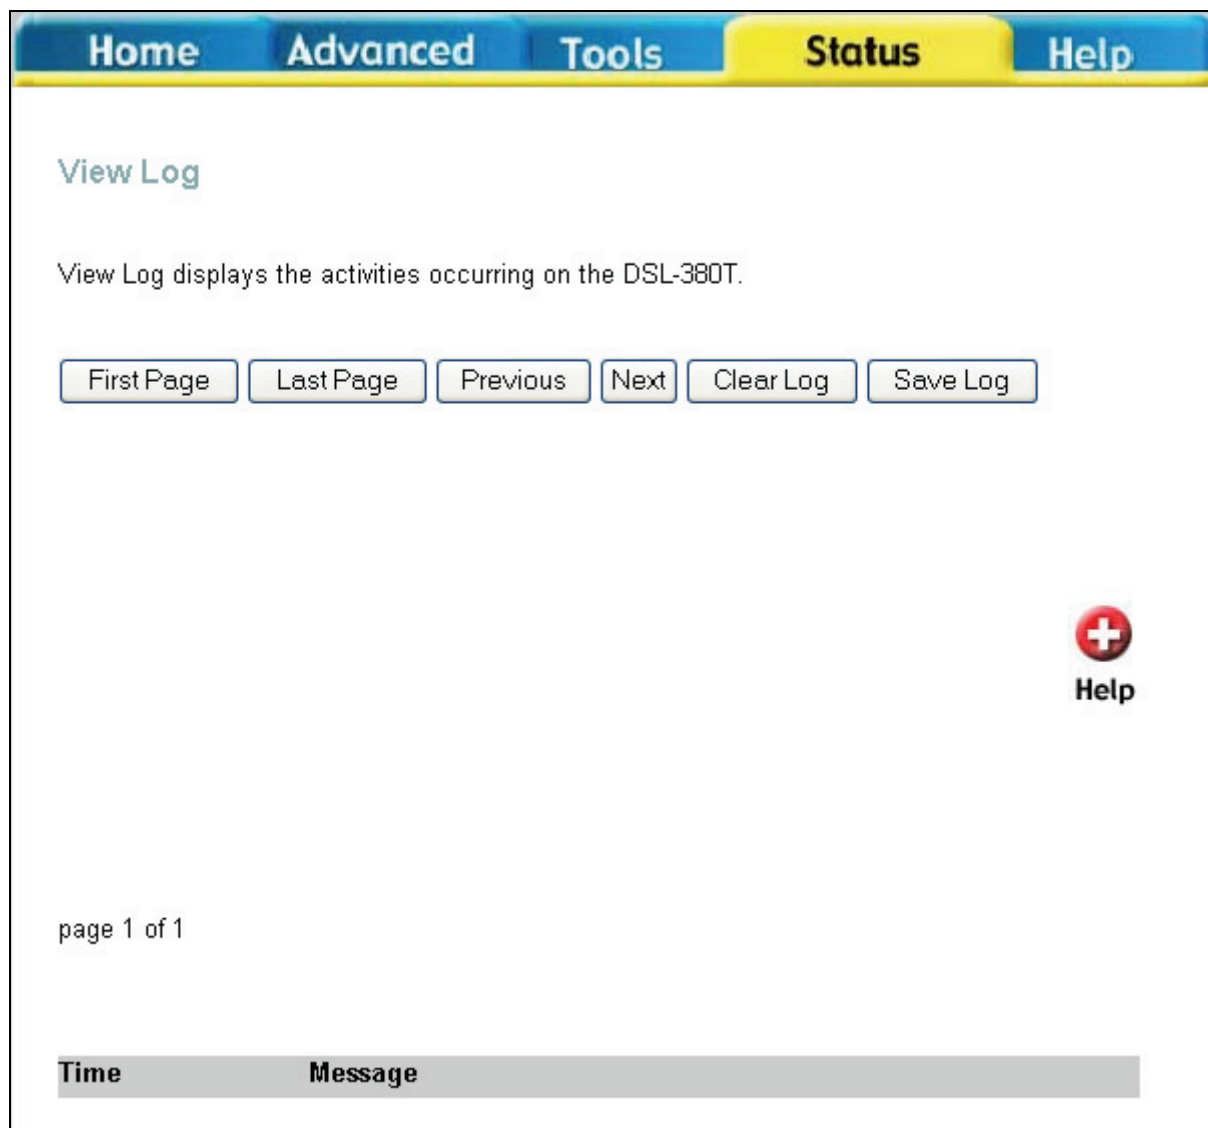 Home Advanced Tools Status Help
View Log
View Log displays the activities occurring on the DSL-380T.
First Page Last Page Previous Next Clear Log Save Log
Help
page 1 of 1
Time Message